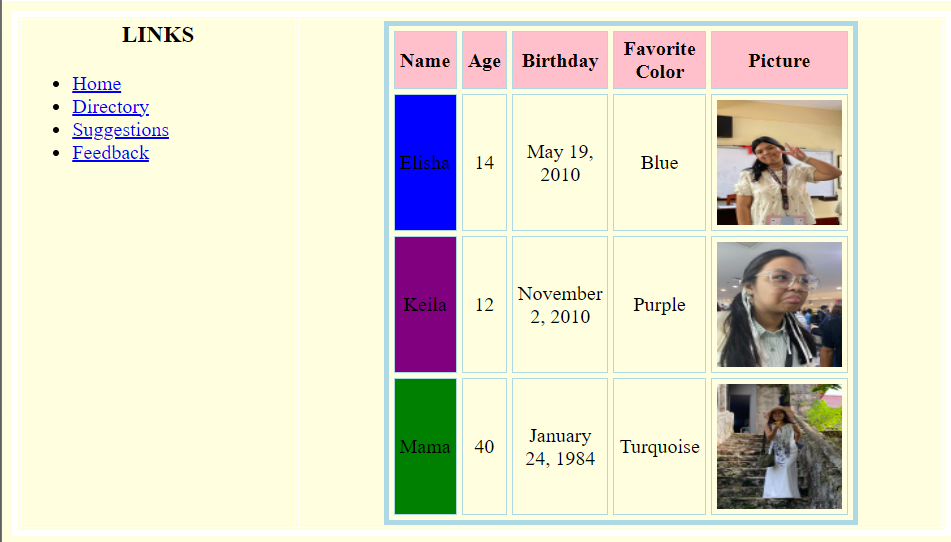 LINKS
Home
Directory
Suggestions
Feedback
Name Age Birthday Favorite Color Picture
Elisha 14 May 19, 2010 Blue
Keila 12 November 2, 2010 Purple
Mama 40 January 24, 1984 Turquoise